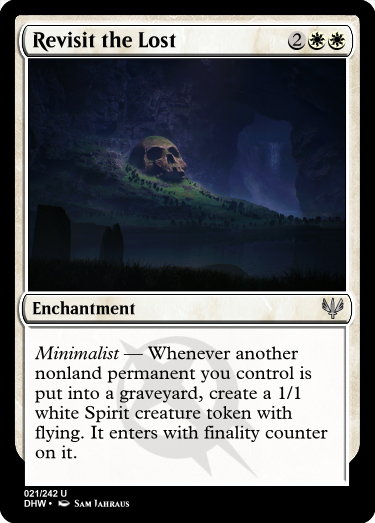 Revisit the Lost 2
Enchantment
Minimalist — Whenever another
nonland permanent you control is
put into a graveyard, create a 1/1
white Spirit creature token with
flying. It enters with finality counter
on it.
021/242 U
DHW • Sam Jahraus